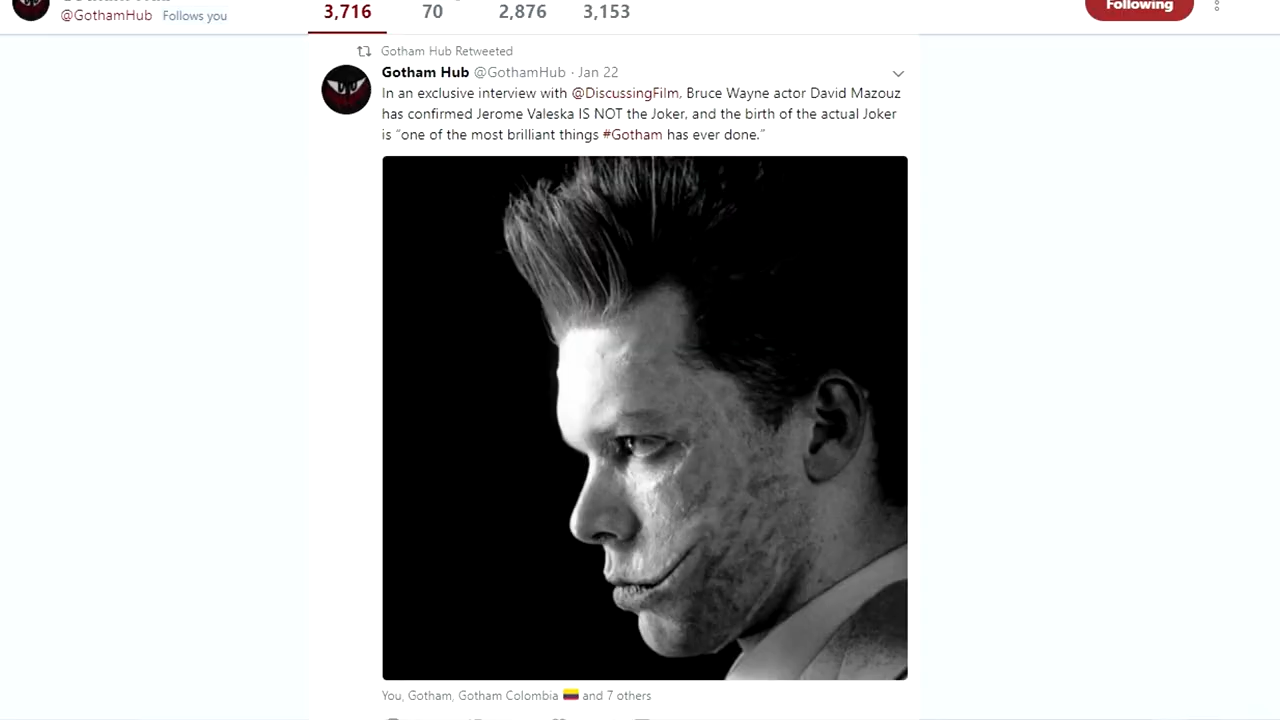 @GothamHub Follows you
3,716 70 2,876 3,153
Following
Gotham Hub Retweeted
Gotham Hub @GothamHub · Jan 22
In an exclusive interview with @DiscussingFilm, Bruce Wayne actor David Mazouz
has confirmed Jerome Valeska IS NOT the Joker, and the birth of the actual Joker
is “one of the most brilliant things #Gotham has ever done.”
You, Gotham, Gotham Colombia 🇨🇴 and 7 others